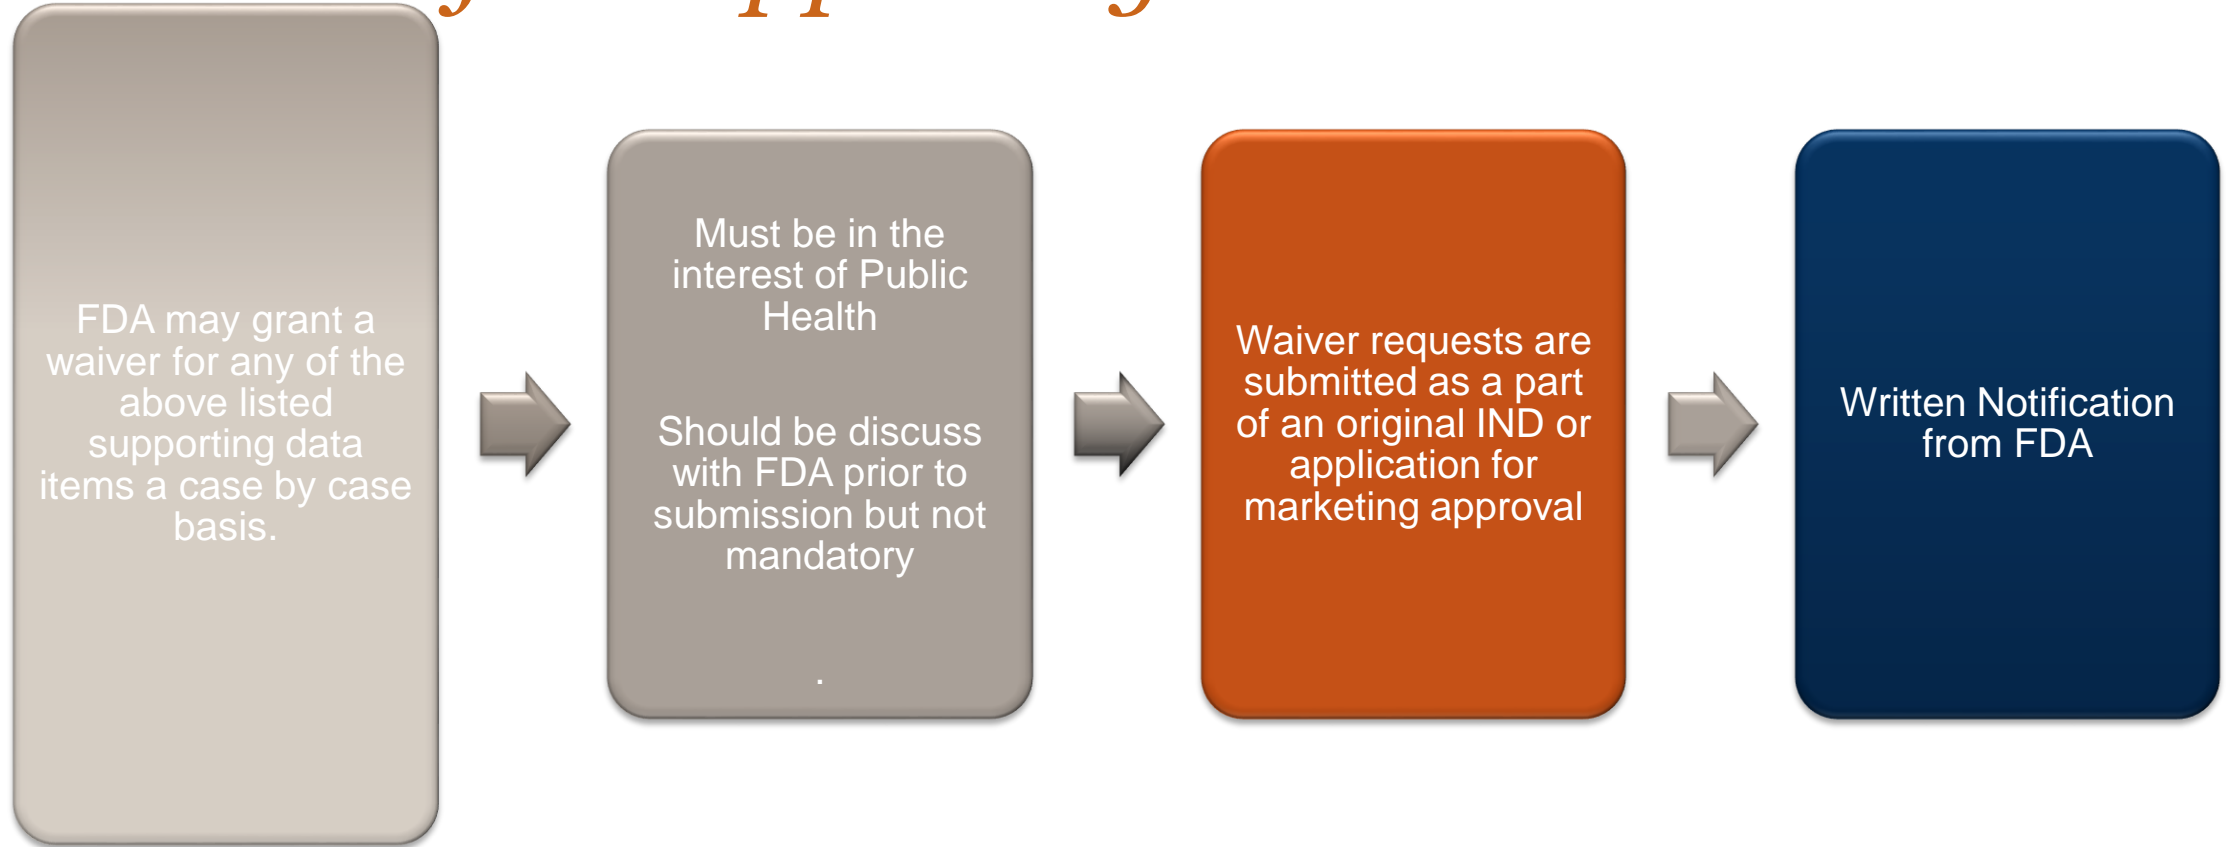 FDA may grant a
waiver for any of the
above listed
supporting data
items a case by case
basis.
Must be in the
interest of Public
Health
Should be discuss
with FDA prior to
submission but not
mandatory
.
Waiver requests are
submitted as a part
of an original IND or
application for
marketing approval
Written Notification
from FDA